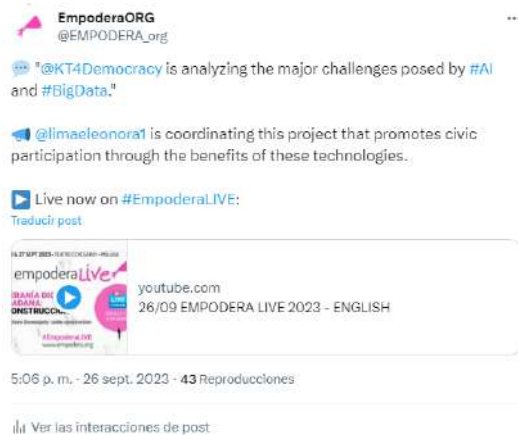 EmpoderaORG
@EMPODERA_org
"@KT4Democracy is analyzing the major challenges posed by #AI
and #BigData."
@limaeleonora1 is coordinating this project that promotes civic
participation through the benefits of these technologies.
Live now on #EmpoderaLIVE:
Traducir post
empoderaLIVE
#EmpoderaLIVE
www.empodera.org
youtube.com
26/09 EMPODERA LIVE 2023 - ENGLISH
5:06 p. m. · 26 sept. 2023 · 43 Reproducciones
Ver las interacciones de post